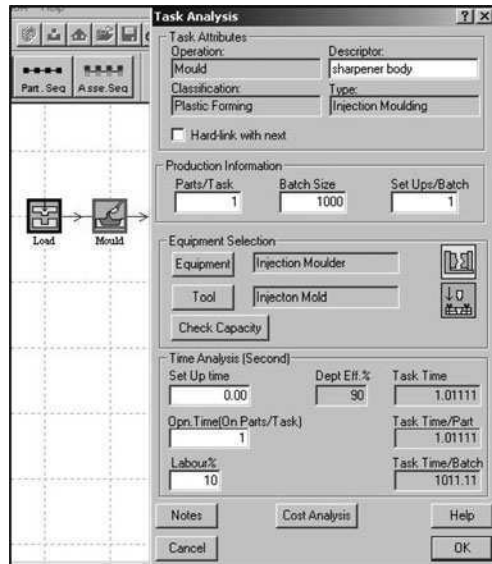 Task Analysis
Part. Seq Asse.Seq
Load Mould
Task Attributes
Operation: Descriptor:
Mould sharpener body
Classification: Type:
Plastic Forming Injection Moulding
Hard-link with next
Production Information
Parts/Task Batch Size Set Ups/Batch
1 1000 1
Equipment Selection
Equipment Injection Moulder
Tool Injecton Mold
Check Capacity
Time Analysis (Second)
Set Up time Dept Eff.% Task Time
0.00 90 1.01111
Opn.Time(On Parts/Task) Task Time/Part
1 1.01111
Labour% Task Time/Batch
10 1011.11
Notes Cost Analysis Help
Cancel OK